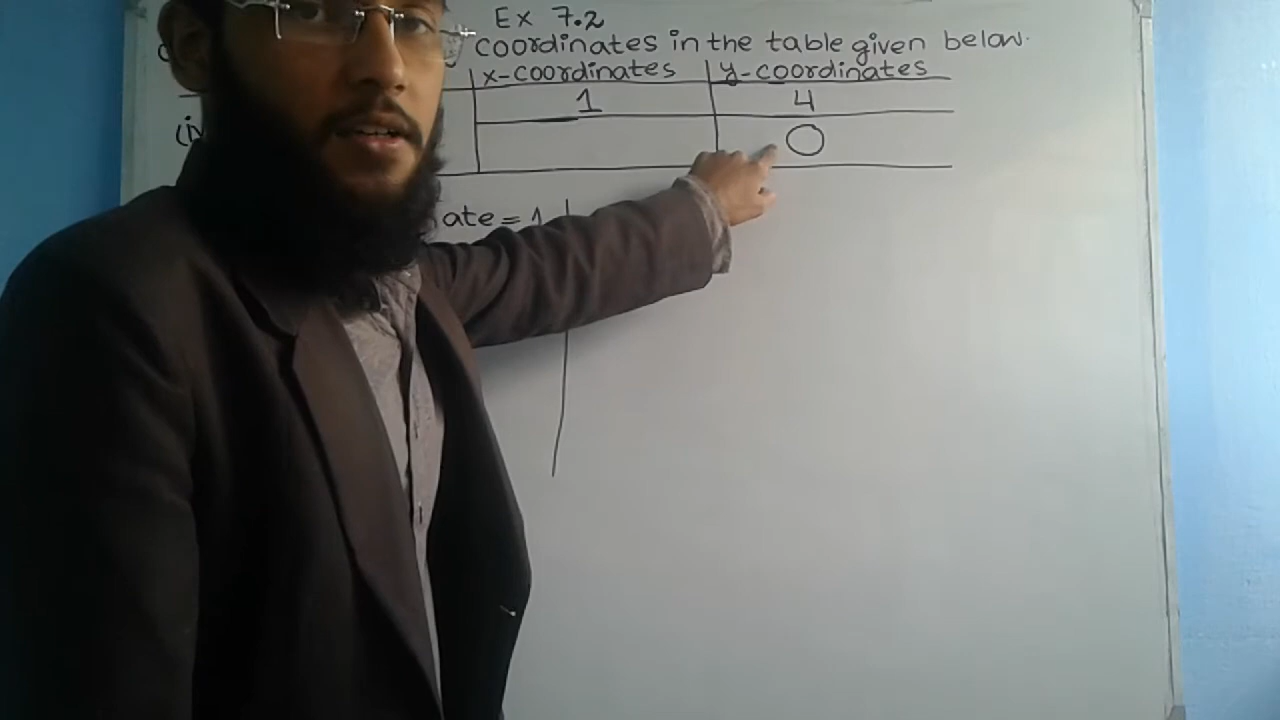 Ex 7.2
coordinates in the table given below.
x-coordinates y-coordinates
1 4
(i) 0
ate = 1